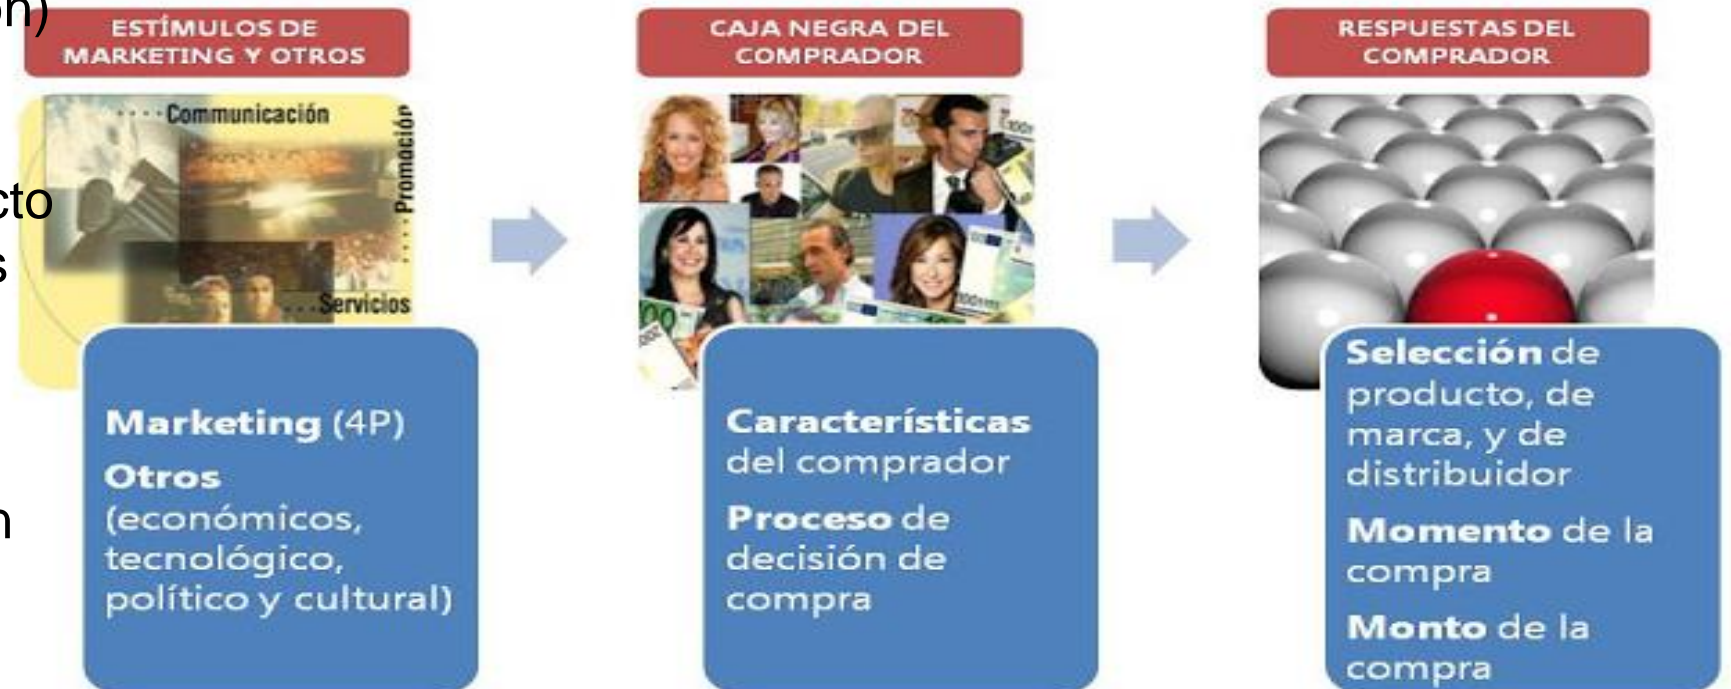 ón)
cto
s
n
ESTÍMULOS DE
MARKETING Y OTROS
....Communicación
....Promoción
...Servicios
Marketing (4P)
Otros
(económicos,
tecnológico,
político y cultural)
CAJA NEGRA DEL
COMPRADOR
Características
del comprador
Proceso de
decisión de
compra
RESPUESTAS DEL
COMPRADOR
Selección de
producto, de
marca, y de
distribuidor
Momento de la
compra
Monto de la
compra